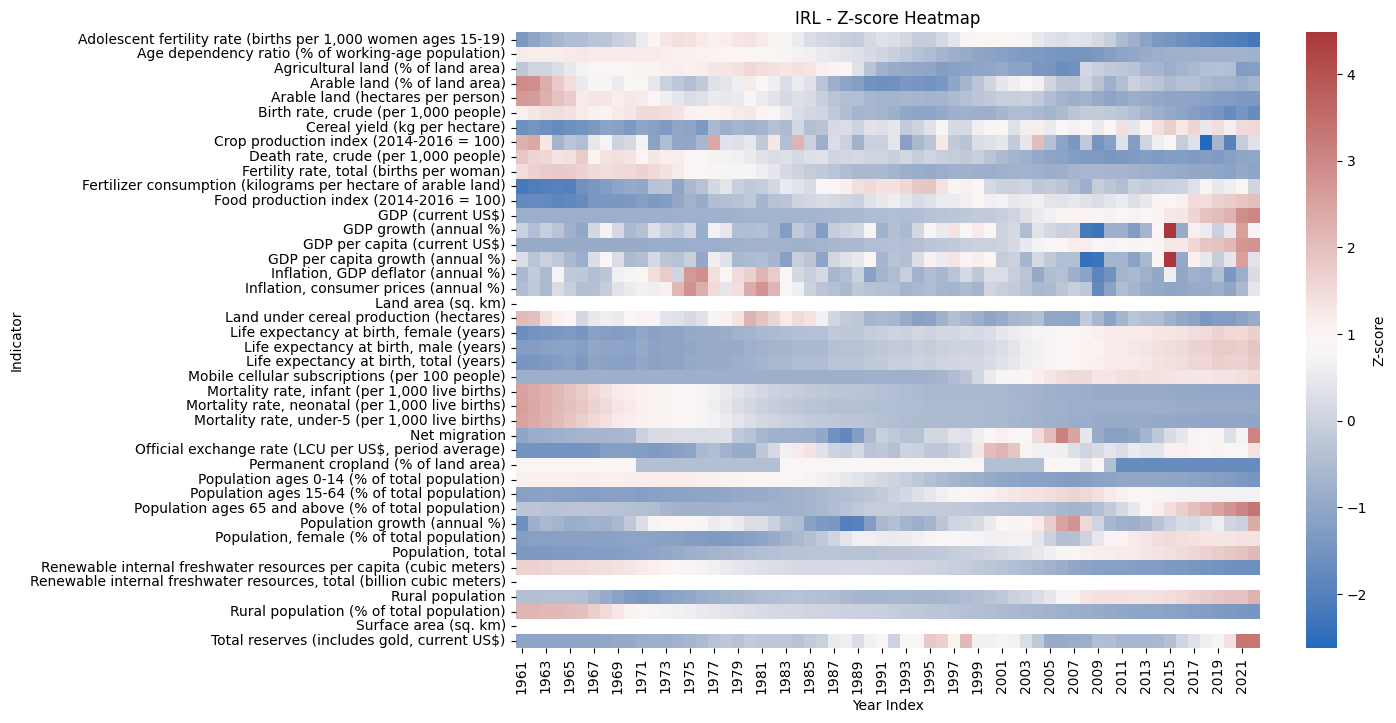 IRL - Z-score Heatmap
Adolescent fertility rate (births per 1,000 women ages 15-19)
Age dependency ratio (% of working-age population)
Agricultural land (% of land area)
Arable land (% of land area)
Arable land (hectares per person)
Birth rate, crude (per 1,000 people)
Cereal yield (kg per hectare)
Crop production index (2014-2016 = 100)
Death rate, crude (per 1,000 people)
Fertility rate, total (births per woman)
Fertilizer consumption (kilograms per hectare of arable land)
Food production index (2014-2016 = 100)
GDP (current US$)
GDP growth (annual %)
GDP per capita (current US$)
GDP per capita growth (annual %)
Inflation, GDP deflator (annual %)
Inflation, consumer prices (annual %)
Land area (sq. km)
Land under cereal production (hectares)
Life expectancy at birth, female (years)
Life expectancy at birth, male (years)
Life expectancy at birth, total (years)
Mobile cellular subscriptions (per 100 people)
Mortality rate, infant (per 1,000 live births)
Mortality rate, neonatal (per 1,000 live births)
Mortality rate, under-5 (per 1,000 live births)
Net migration
Official exchange rate (LCU per US$, period average)
Permanent cropland (% of land area)
Population ages 0-14 (% of total population)
Population ages 15-64 (% of total population)
Population ages 65 and above (% of total population)
Population growth (annual %)
Population, female (% of total population)
Population, total
Renewable internal freshwater resources per capita (cubic meters)
Renewable internal freshwater resources, total (billion cubic meters)
Rural population
Rural population (% of total population)
Surface area (sq. km)
Total reserves (includes gold, current US$)
Indicator
1961 1963 1965 1967 1969 1971 1973 1975 1977 1979 1981 1983 1985 1987 1989 1991 1993 1995 1997 1999 2001 2003 2005 2007 2009 2011 2013 2015 2017 2019 2021
Year Index
4
3
2
1
0
−1
−2
Z-score